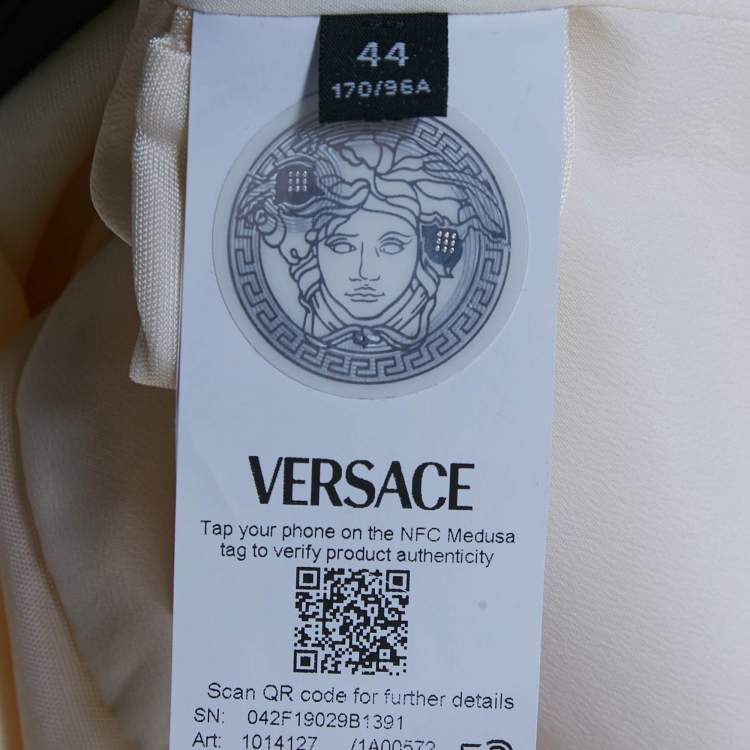 44
170/96A
VERSACE
Tap your phone on the NFC Medusa
tag to verify product authenticity
Scan QR code for further details
SN: 042F19029B1391
Art: 1014127 /1A00572